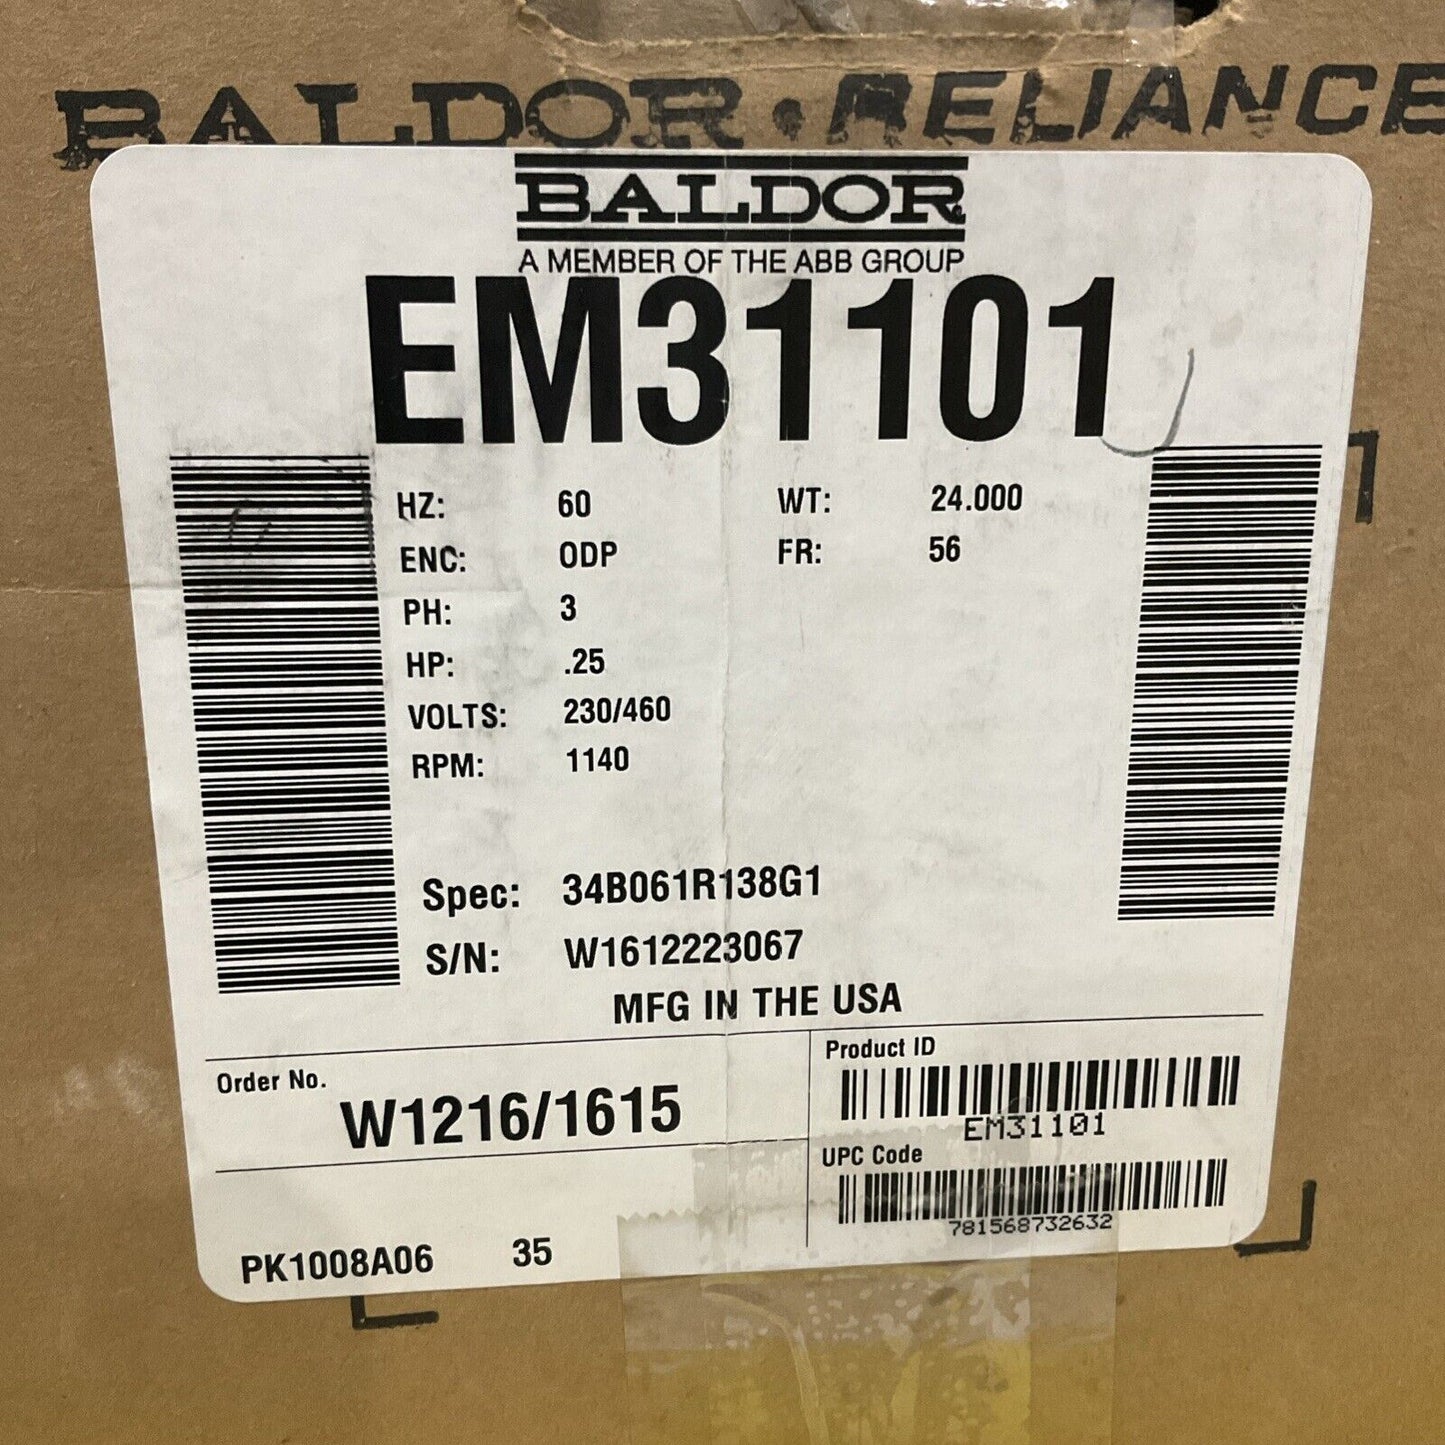 BALDOR · RELIANCE
BALDOR
A MEMBER OF THE ABB GROUP
EM31101
HZ: 60 WT: 24.000
ENC: ODP FR: 56
PH: 3
HP: .25
VOLTS: 230/460
RPM: 1140
Spec: 34B061R138G1
S/N: W1612223067
MFG IN THE USA
Order No.
W1216/1615
Product ID
EM31101
UPC Code
781568732632
PK1008A06 35